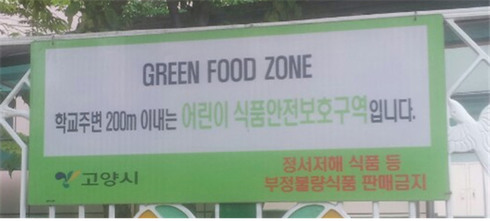 GREEN FOOD ZONE
학교주변 200m 이내는 어린이 식품안전보호구역입니다.
고양시
정서저해 식품 등
부정불량식품 판매금지